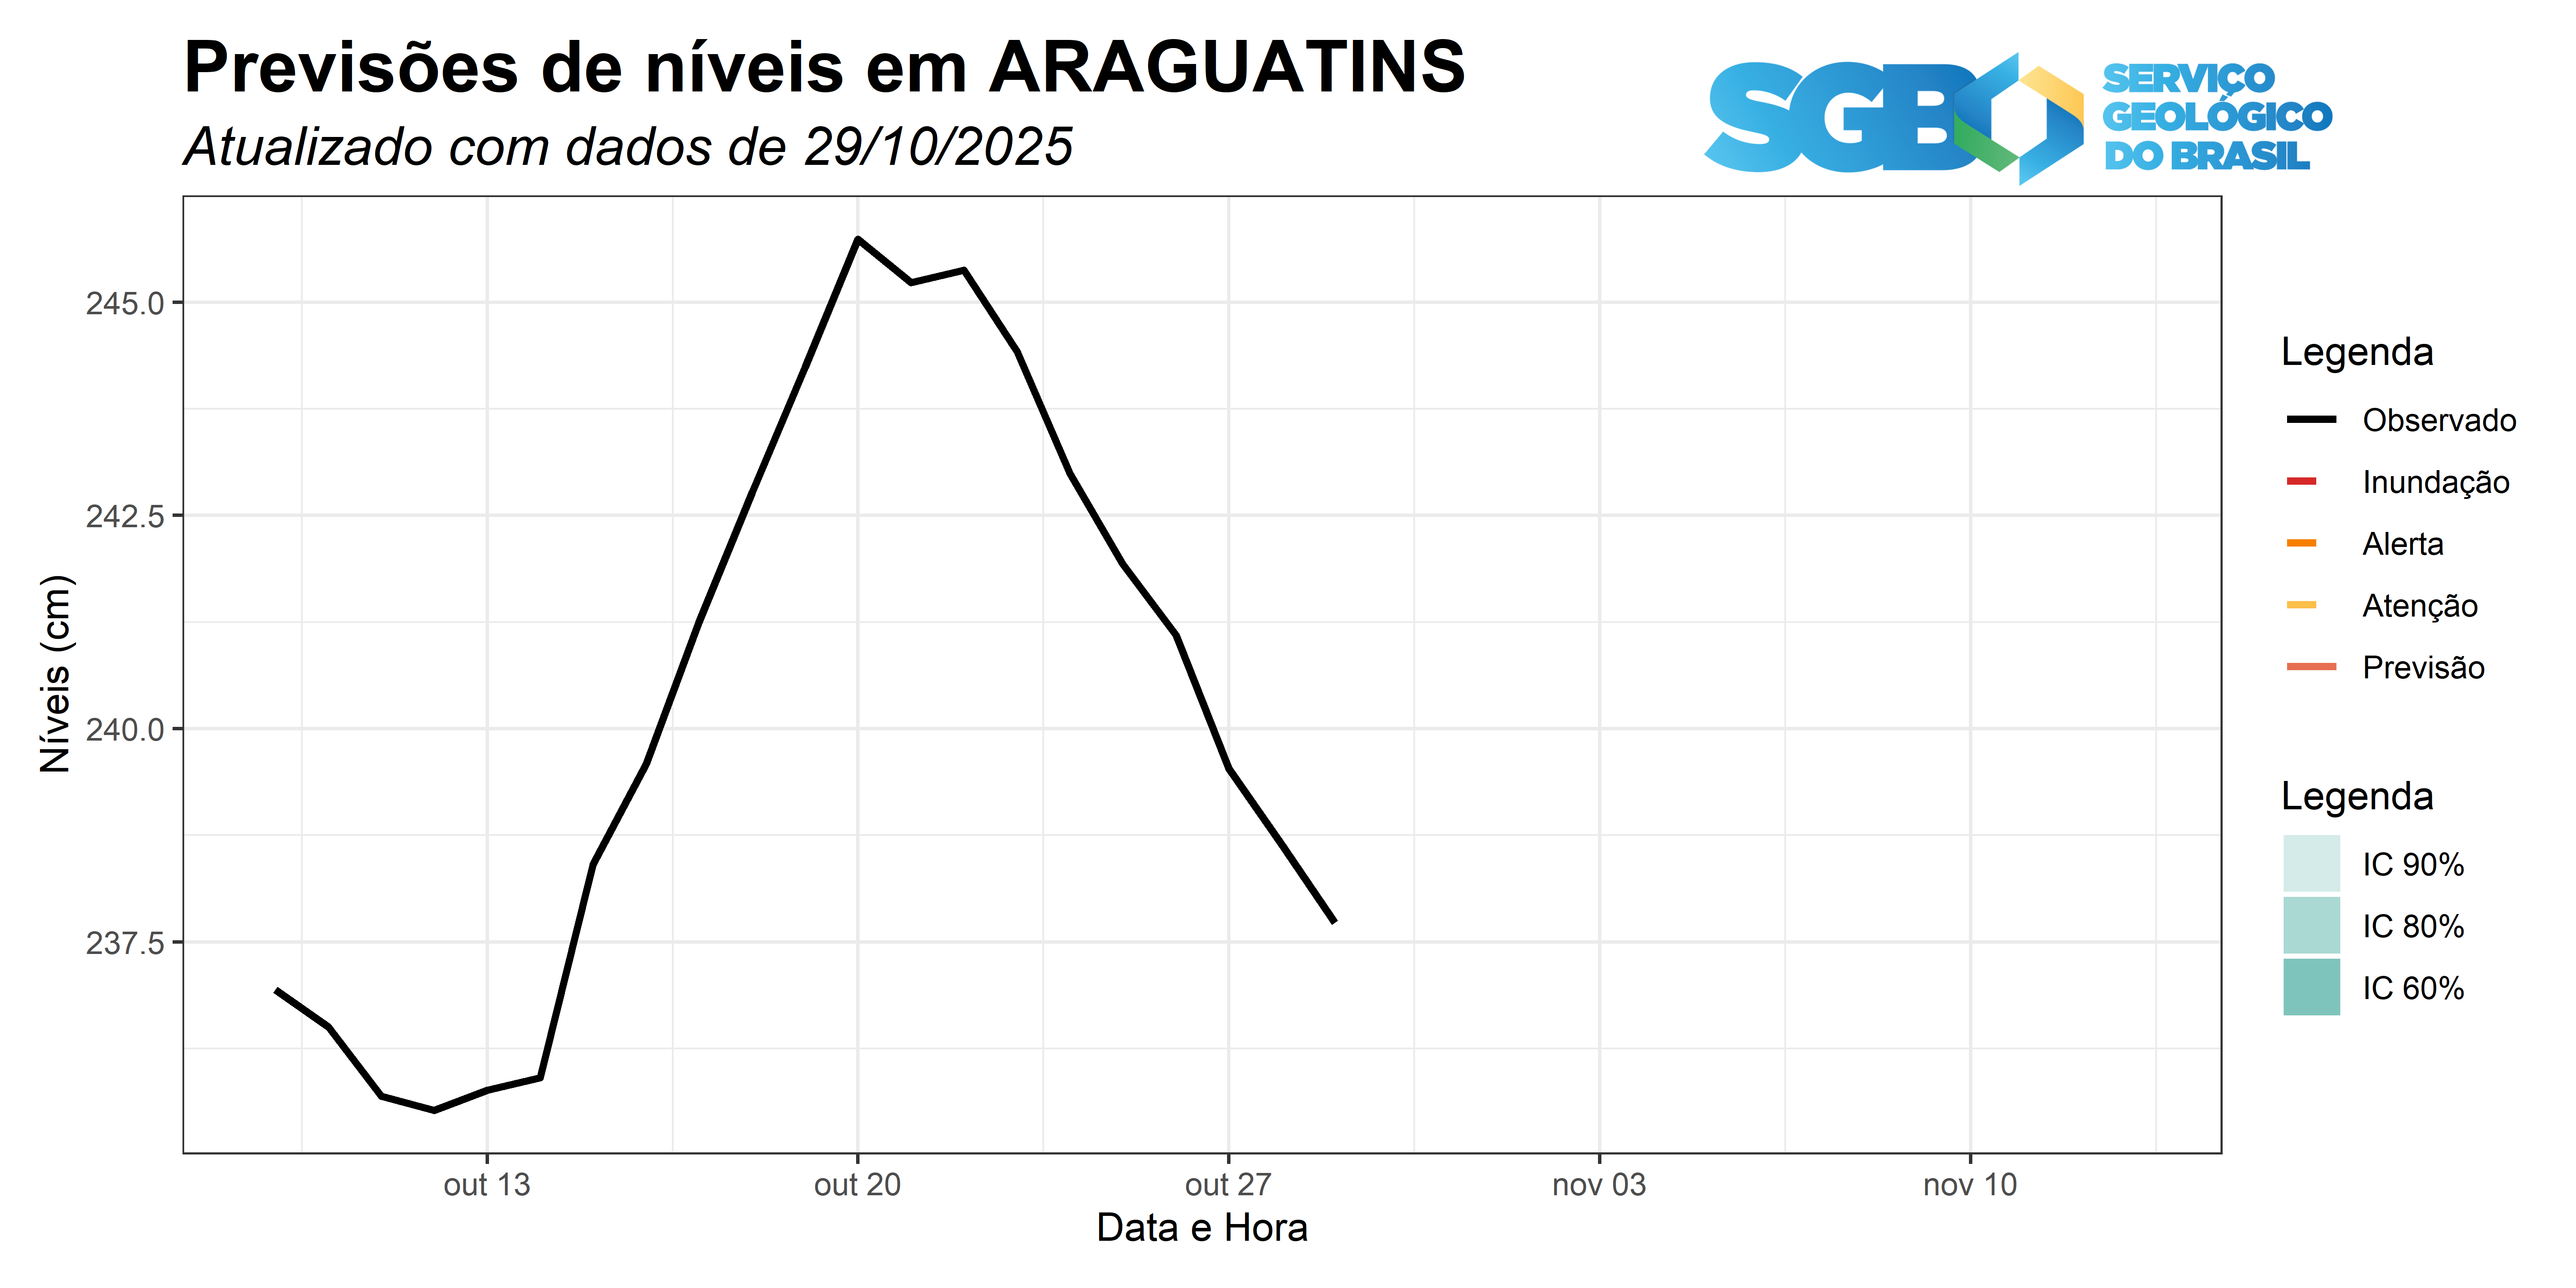 Previsões de níveis em ARAGUATINS
Atualizado com dados de 29/10/2025
SGB
SERVIÇO
GEOLÓGICO
DO BRASIL
Níveis (cm)
245.0
242.5
240.0
237.5
out 13
out 20
out 27
nov 03
nov 10
Data e Hora
Legenda
Observado
Inundação
Alerta
Atenção
Previsão
Legenda
IC 90%
IC 80%
IC 60%